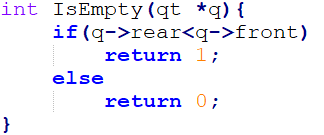 int IsEmpty(qt *q){
    if(q->rear<q->front)
        return 1;
    else
        return 0;
}